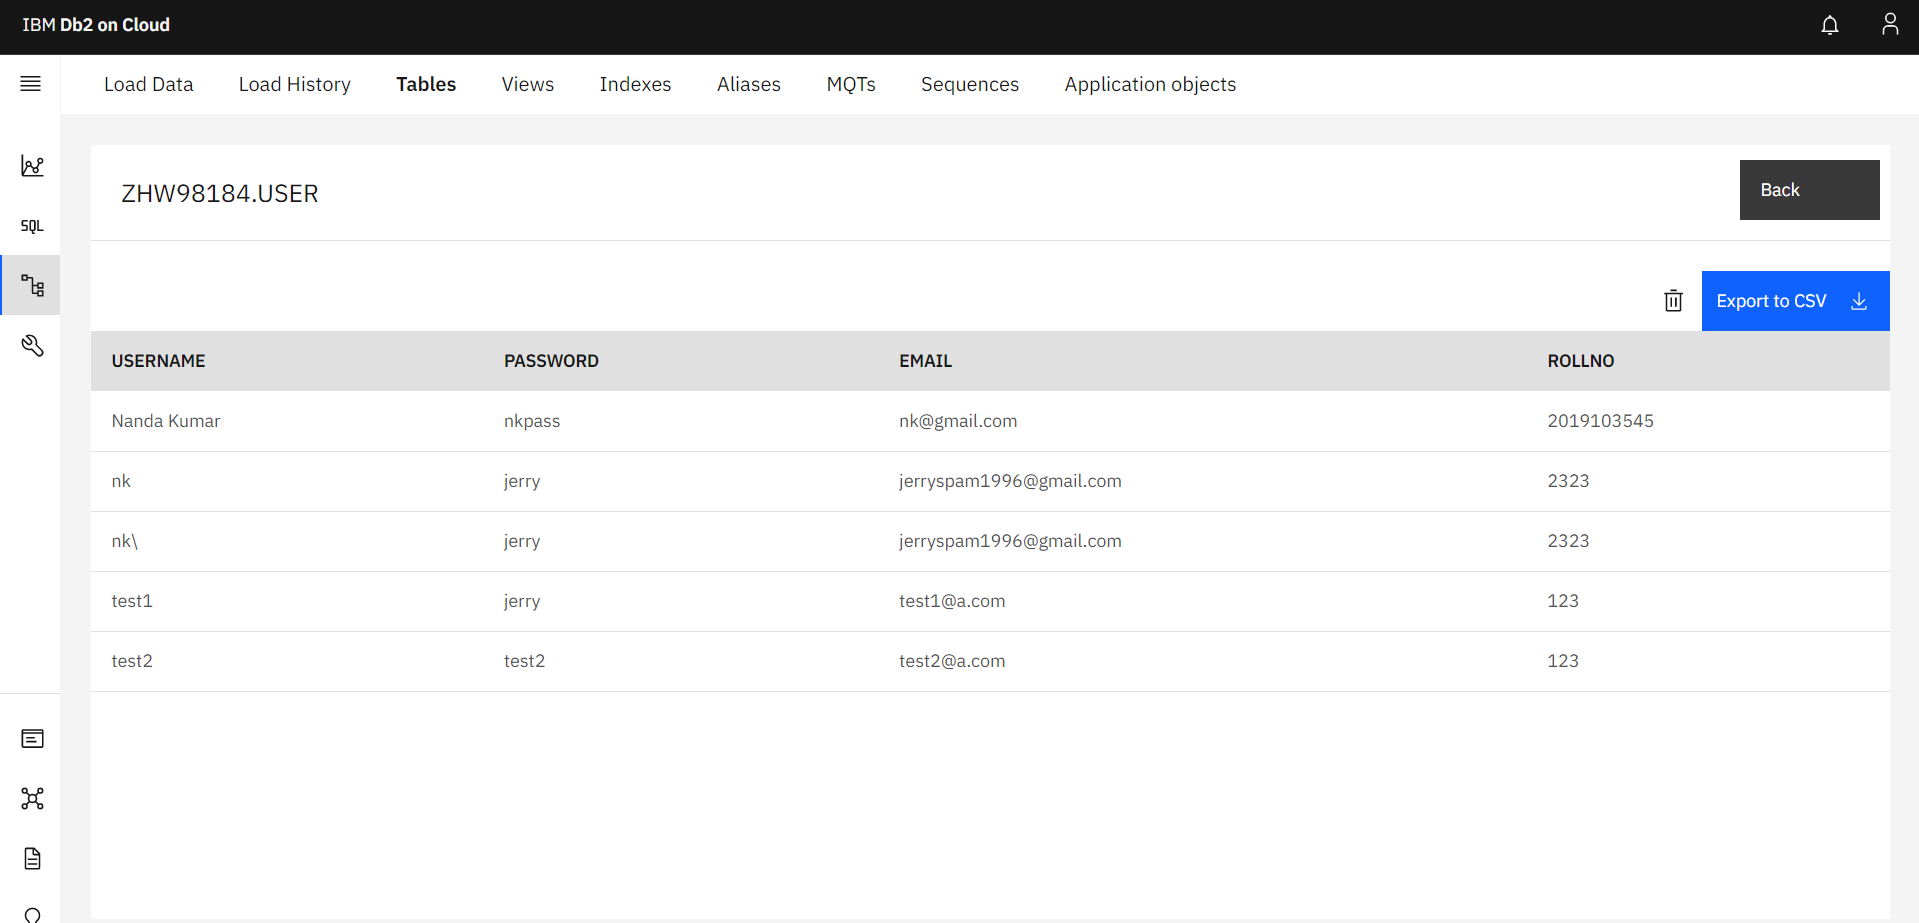 IBM Db2 on Cloud
Load Data Load History Tables Views Indexes Aliases MQTs Sequences Application objects
ZHW98184.USER
Back
SQL
Export to CSV
USERNAME PASSWORD EMAIL ROLLNO
Nanda Kumar nkpass nk@gmail.com 2019103545
nk jerry jerryspam1996@gmail.com 2323
nk\ jerry jerryspam1996@gmail.com 2323
test1 jerry test1@a.com 123
test2 test2 test2@a.com 123